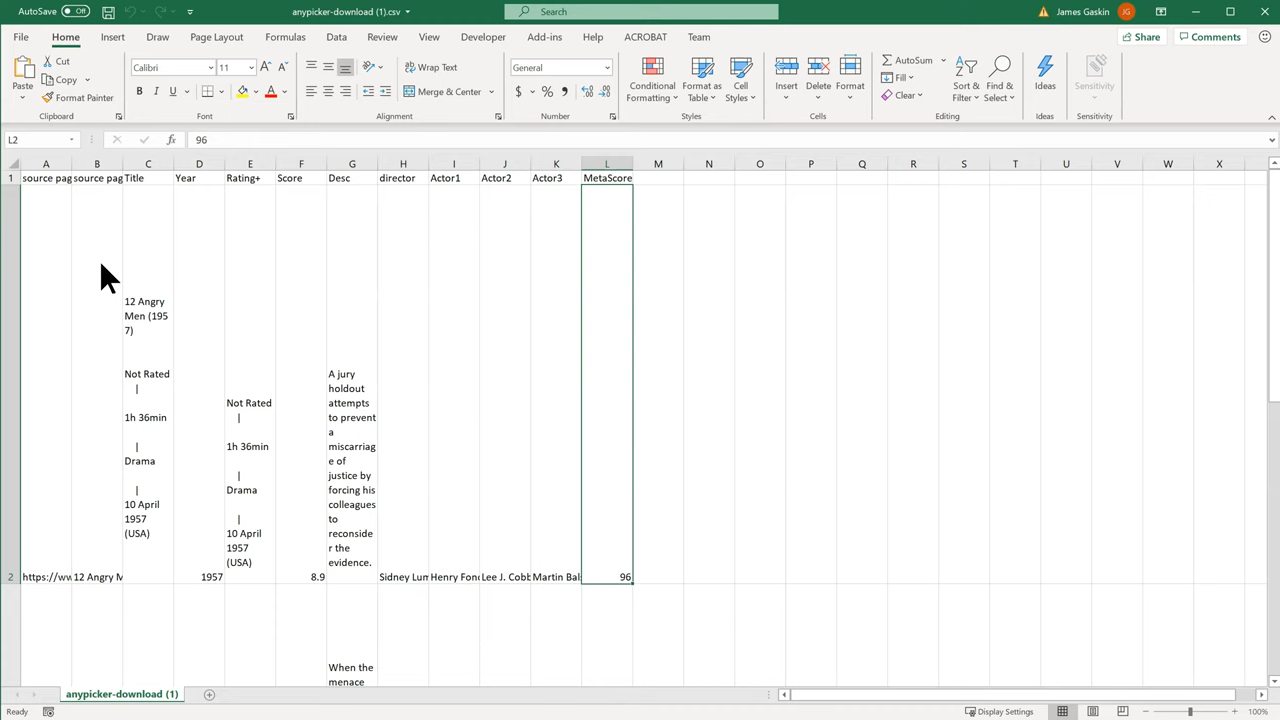 AutoSave Off
anypicker-download (1).csv
Search
James Gaskin
JG
File Home Insert Draw Page Layout Formulas Data Review View Developer Add-ins Help ACROBAT Team
Share
Comments
Paste
Cut
Copy
Format Painter
Clipboard
Calibri 11
B I U
Font
Wrap Text
Merge & Center
Alignment
General
$ % ,
Number
Conditional Formatting
Format as Table
Cell Styles
Styles
Insert
Delete
Format
Cells
AutoSum
Fill
Clear
Sort & Filter
Find & Select
Editing
Ideas
Ideas
Sensitivity
Sensitivity
L2
fx
96
A B C D E F G H I J K L M N O P Q R S T U V W X
1 source pag source pag Title Year Rating+ Score Desc director Actor1 Actor2 Actor3 MetaScore
12 Angry
Men (195
7)
Not Rated
|
1h 36min
|
Drama
|
10 April
1957
(USA)
Not Rated
|
1h 36min
|
Drama
|
10 April
1957
(USA)
A jury
holdout
attempts
to prevent
a
miscarriag
e of
justice by
forcing his
colleagues
to
reconside
r the
evidence.
2 https://ww 12 Angry M 1957 8.9 Sidney Lum Henry Fond Lee J. Cobb Martin Bals 96
When the
menace
anypicker-download (1)
Ready
Display Settings
100%